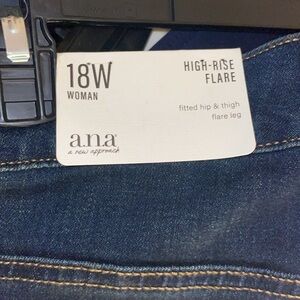 18W
WOMAN
HIGH-RISE
FLARE
fitted hip & thigh
flare leg
a.n.a
a new approach